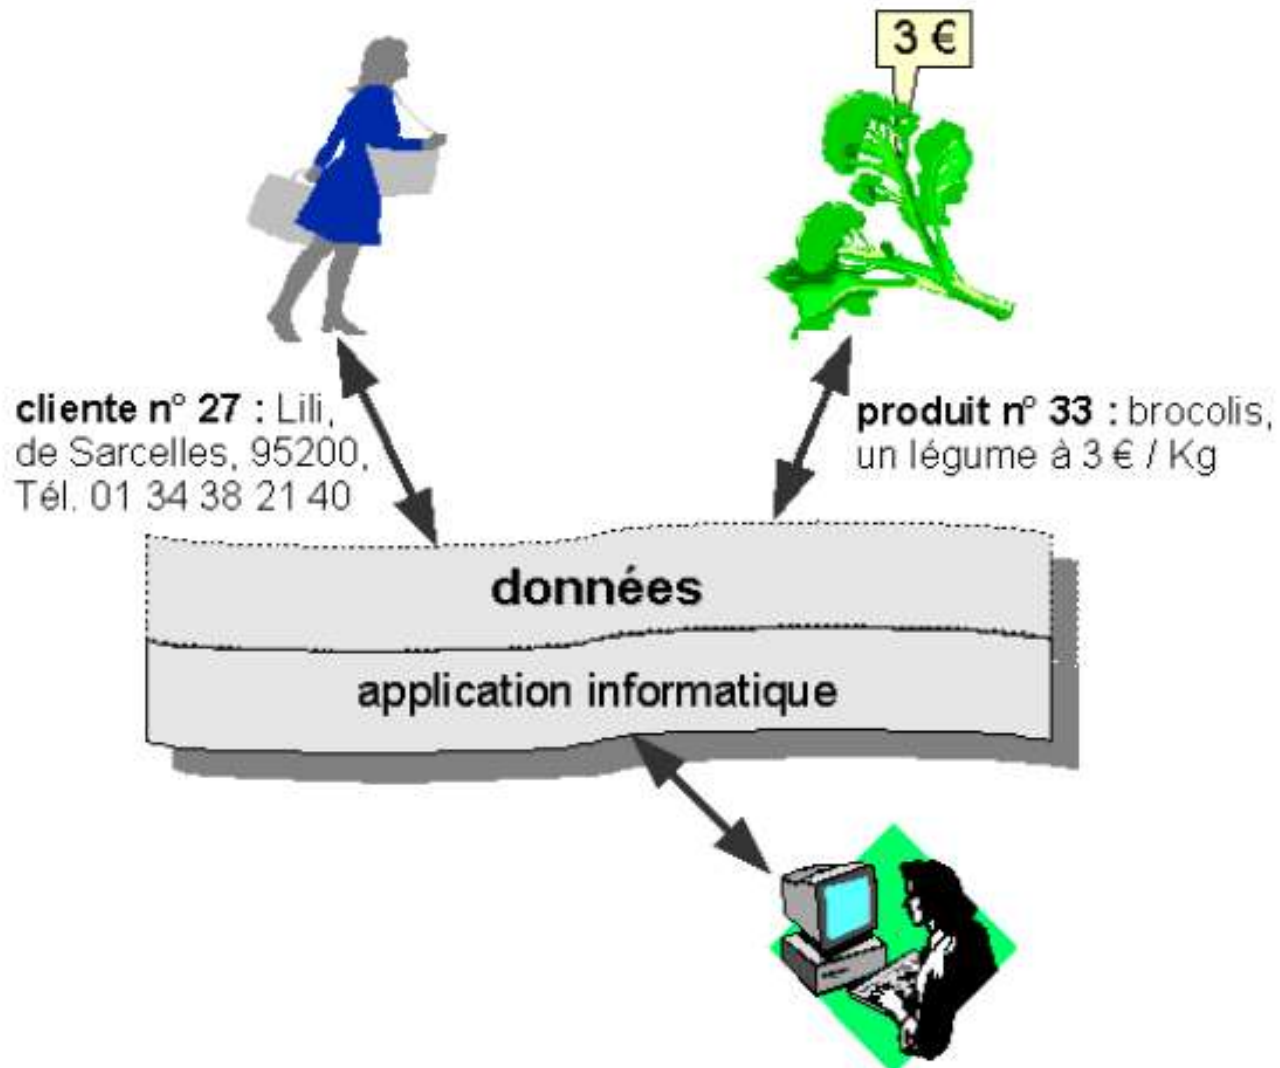 3 €
cliente n° 27 : Lili,
de Sarcelles, 95200,
Tél. 01 34 38 21 40
produit n° 33 : brocolis,
un légume à 3 € / Kg
données
application informatique